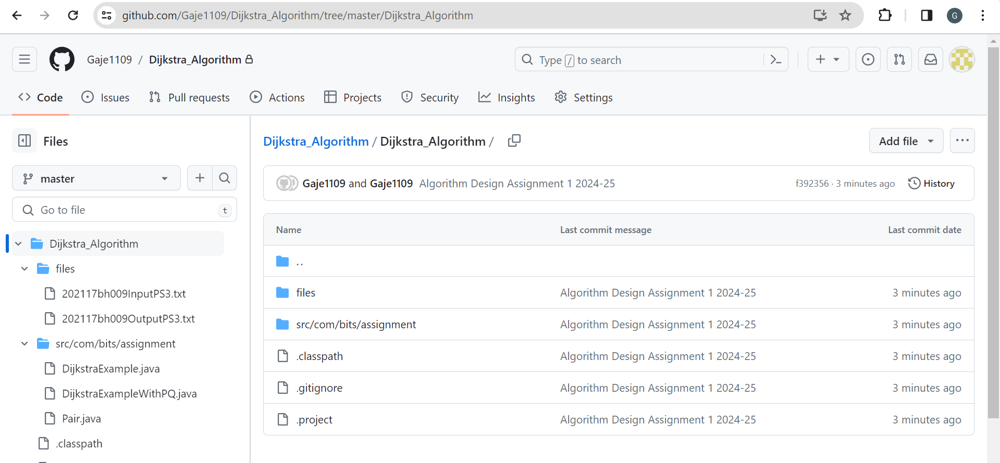 github.com/Gaje1109/Dijkstra_Algorithm/tree/master/Dijkstra_Algorithm
G
Gaje1109 / Dijkstra_Algorithm
Type / to search
Code Issues Pull requests Actions Projects Security Insights Settings
Files
master
Go to file t
Dijkstra_Algorithm
files
202117bh009InputPS3.txt
202117bh009OutputPS3.txt
src/com/bits/assignment
DijkstraExample.java
DijkstraExampleWithPQ.java
Pair.java
.classpath
Dijkstra_Algorithm / Dijkstra_Algorithm /
Add file
Gaje1109 and Gaje1109 Algorithm Design Assignment 1 2024-25 f392356 · 3 minutes ago History
Name Last commit message Last commit date
..
files Algorithm Design Assignment 1 2024-25 3 minutes ago
src/com/bits/assignment Algorithm Design Assignment 1 2024-25 3 minutes ago
.classpath Algorithm Design Assignment 1 2024-25 3 minutes ago
.gitignore Algorithm Design Assignment 1 2024-25 3 minutes ago
.project Algorithm Design Assignment 1 2024-25 3 minutes ago